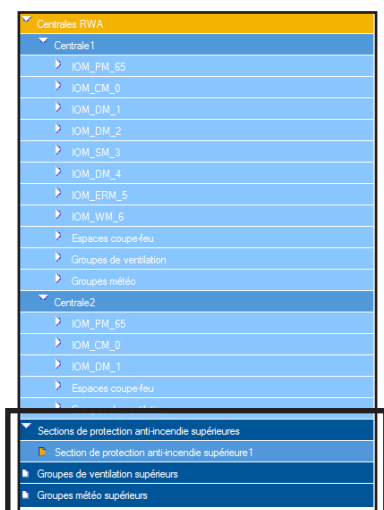 Centrales RWA
Centrale1
IOM_PM_65
IOM_CM_0
IOM_DM_1
IOM_DM_2
IOM_SM_3
IOM_DM_4
IOM_ERM_5
IOM_WM_6
Espaces coupe-feu
Groupes de ventilation
Groupes météo
Centrale2
IOM_PM_65
IOM_CM_0
IOM_DM_1
Espaces coupe-feu
Sections de protection anti-incendie supérieures
Section de protection anti-incendie supérieure1
Groupes de ventilation supérieurs
Groupes météo supérieurs